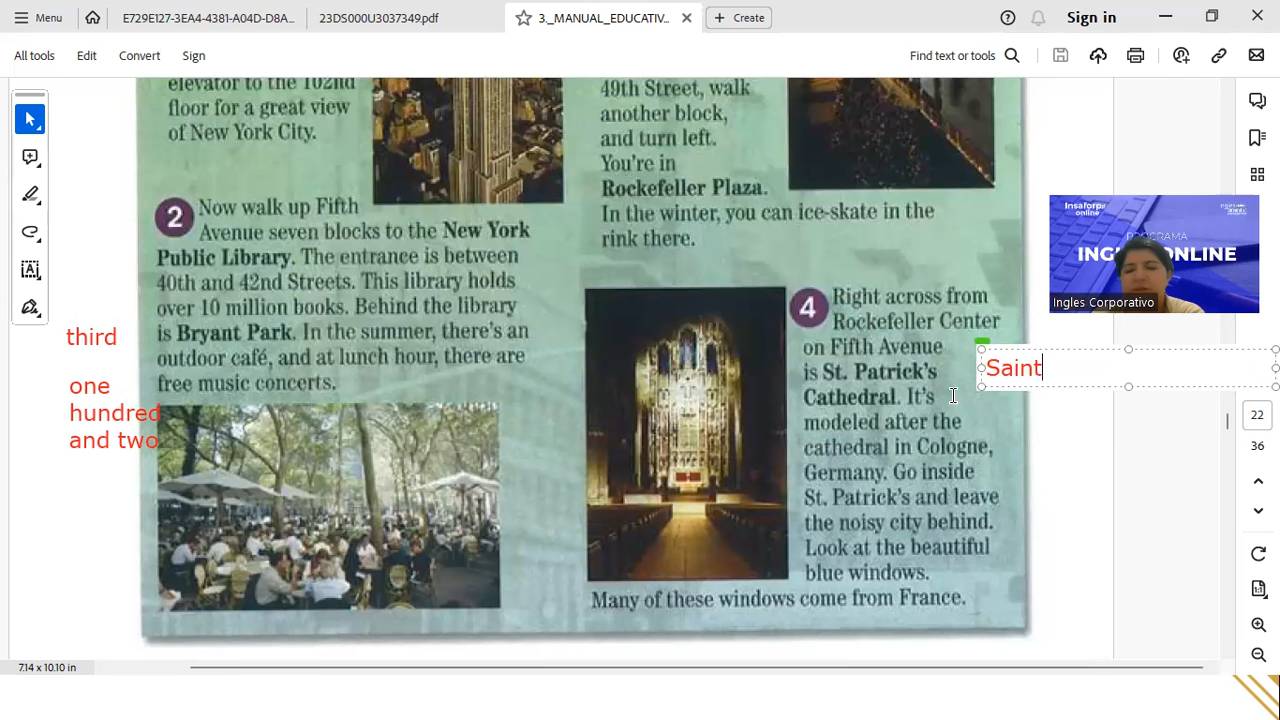 Menu
E729E127-3EA4-4381-A04D-D8A...
23DS000U3037349.pdf
3._MANUAL_EDUCATIV...
Create
Sign in
All tools
Edit
Convert
Sign
Find text or tools
elevator to the 102nd
floor for a great view
of New York City.
49th Street, walk
another block,
and turn left.
You're in
Rockefeller Plaza.
In the winter, you can ice-skate in the
rink there.
2
Now walk up Fifth
Avenue seven blocks to the New York
Public Library. The entrance is between
40th and 42nd Streets. This library holds
over 10 million books. Behind the library
is Bryant Park. In the summer, there's an
outdoor café, and at lunch hour, there are
free music concerts.
third
one
hundred
and two
4
Right across from
Rockefeller Center
on Fifth Avenue
is St. Patrick's
Cathedral. It's
modeled after the
cathedral in Cologne,
Germany. Go inside
St. Patrick's and leave
the noisy city behind.
Look at the beautiful
blue windows.
Many of these windows come from France.
Saint
Insaforp
online
PROGRAMA
Ingles Corporativo
22
36
7.14 x 10.10 in